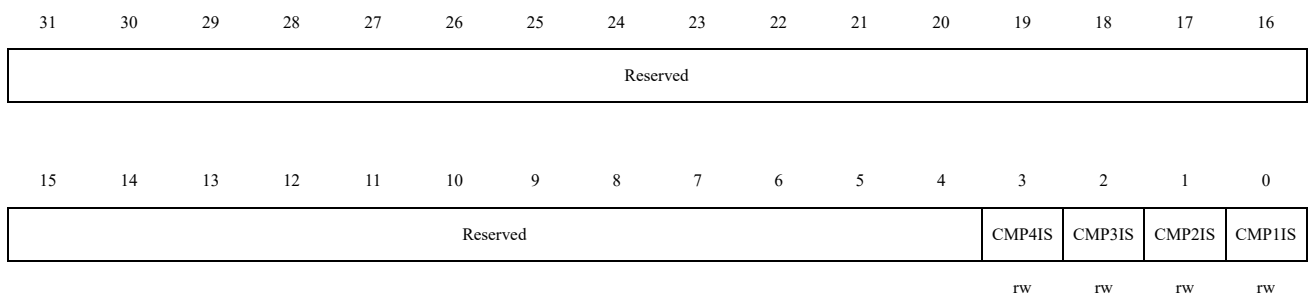 31 30 29 28 27 26 25 24 23 22 21 20 19 18 17 16
Reserved
15 14 13 12 11 10 9 8 7 6 5 4 3 2 1 0
Reserved CMP4IS CMP3IS CMP2IS CMP1IS
rw rw rw rw